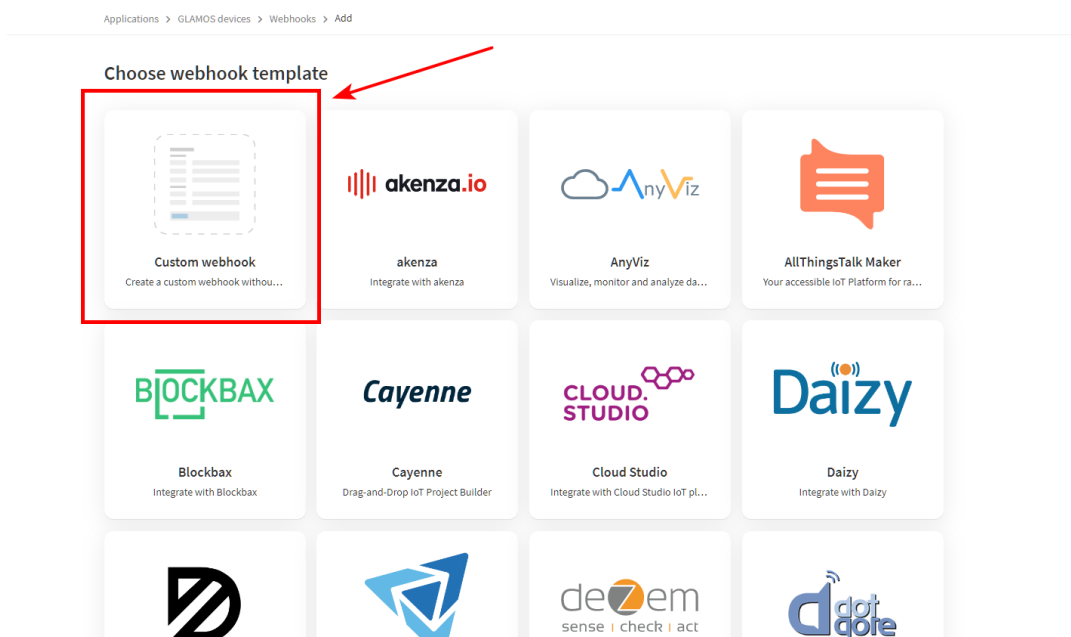 Applications > GLAMOS devices > Webhooks > Add
Choose webhook template
akenza.io
AnyViz
Custom webhook
akenza
AnyViz
AllThingsTalk Maker
Create a custom webhook withou…
Integrate with akenza
Visualize, monitor and analyze da…
Your accessible IoT Platform for ra…
BLOCKBAX
Cayenne
CLOUD.
STUDIO
Daizy
Blockbax
Cayenne
Cloud Studio
Daizy
Integrate with Blockbax
Drag-and-Drop IoT Project Builder
Integrate with Cloud Studio IoT pl…
Integrate with Daizy
deZem
sense | check | act
dot
dore